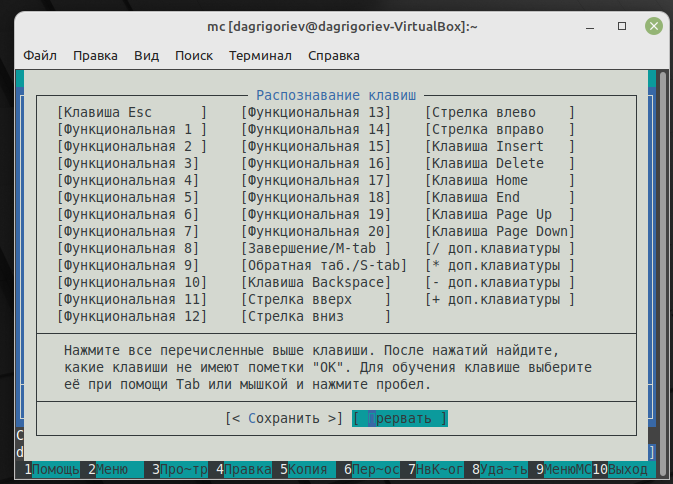 mc [dagrigoriev@dagrigoriev-VirtualBox]:~
Файл Правка Вид Поиск Терминал Справка
Распознавание клавиш
[Клавиша Esc ] [Функциональная 13] [Стрелка влево ]
[Функциональная 1 ] [Функциональная 14] [Стрелка вправо ]
[Функциональная 2 ] [Функциональная 15] [Клавиша Insert ]
[Функциональная 3] [Функциональная 16] [Клавиша Delete ]
[Функциональная 4] [Функциональная 17] [Клавиша Home ]
[Функциональная 5] [Функциональная 18] [Клавиша End ]
[Функциональная 6] [Функциональная 19] [Клавиша Page Up ]
[Функциональная 7] [Функциональная 20] [Клавиша Page Down]
[Функциональная 8] [Завершение/M-tab ] [/ доп.клавиатуры ]
[Функциональная 9] [Обратная таб./S-tab] [* доп.клавиатуры ]
[Функциональная 10] [Клавиша Backspace] [- доп.клавиатуры ]
[Функциональная 11] [Стрелка вверх ] [+ доп.клавиатуры ]
[Функциональная 12] [Стрелка вниз ]
Нажмите все перечисленные выше клавиши. После нажатий найдите,
какие клавиши не имеют пометки "OK". Для обучения клавише выберите
её при помощи Tab или мышкой и нажмите пробел.
[< Сохранить >] [ Прервать ]
С
d ]
1Помощь 2Меню 3Про~тр 4Правка 5Копия 6Пер~ос 7НвК~ог 8Уда~ть 9МенюМС 10Выход